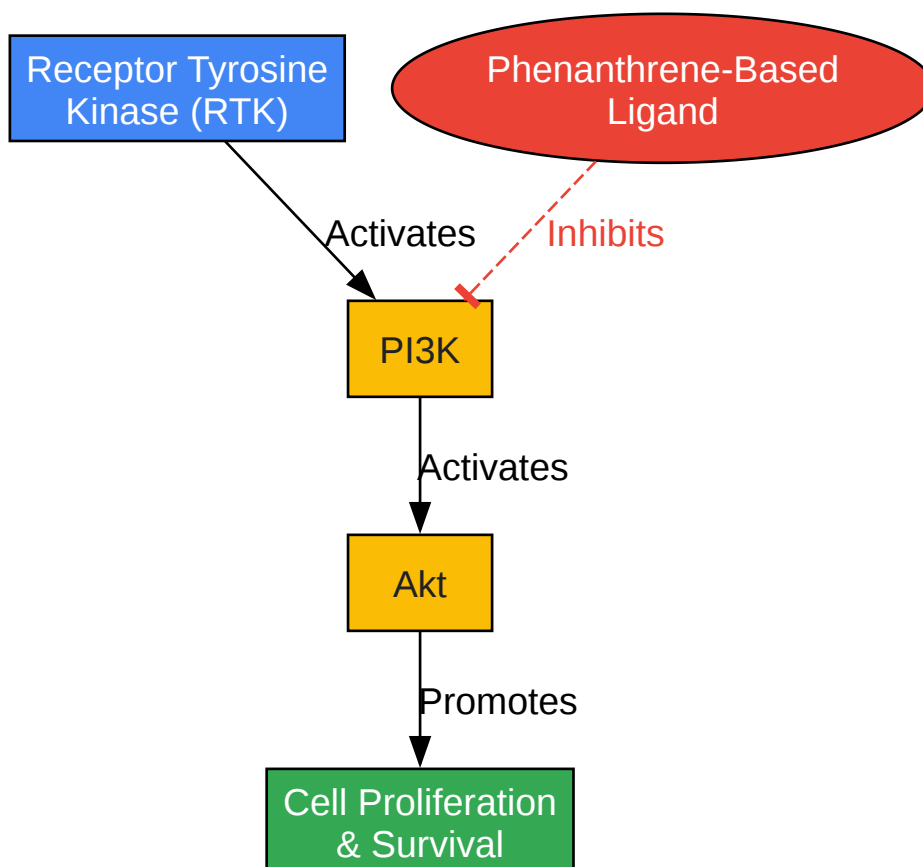 Receptor Tyrosine
Kinase (RTK)
Phenanthrene-Based
Ligand
Activates
Inhibits
PI3K
Activates
Akt
Promotes
Cell Proliferation
& Survival